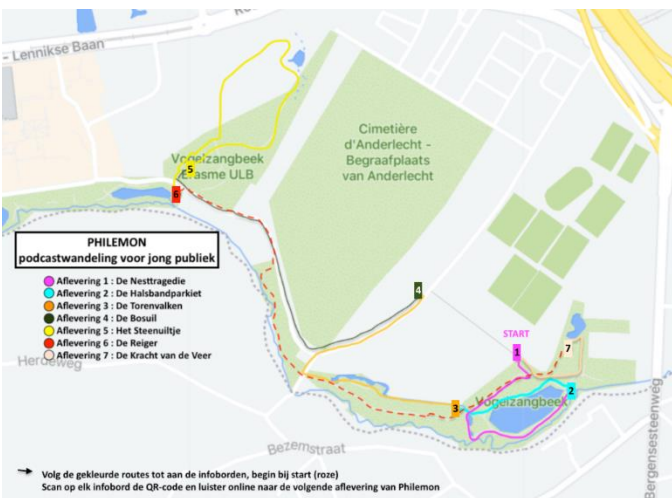 - Lennikse Baan
Cimetière
d'Anderlecht -
Begraafplaats
van Anderlecht
Vogelzangbeek
Erasme ULB
5
6
4
START
1
7
2
3
Vogelzangbeek
PHILEMON
podcastwandeling voor jong publiek
Aflevering 1 : De Nesttragedie
Aflevering 2 : De Halsbandparkiet
Aflevering 3 : De Torenvalken
Aflevering 4 : De Bosuil
Aflevering 5 : Het Steenuiltje
Aflevering 6 : De Reiger
Aflevering 7 : De Kracht van de Veer
Bezemstraat
Bergensesteenweg
Volg de gekleurde routes tot aan de infoborden, begin bij start (roze)
Scan op elk infobord de QR-code en luister online naar de volgende aflevering van Philemon